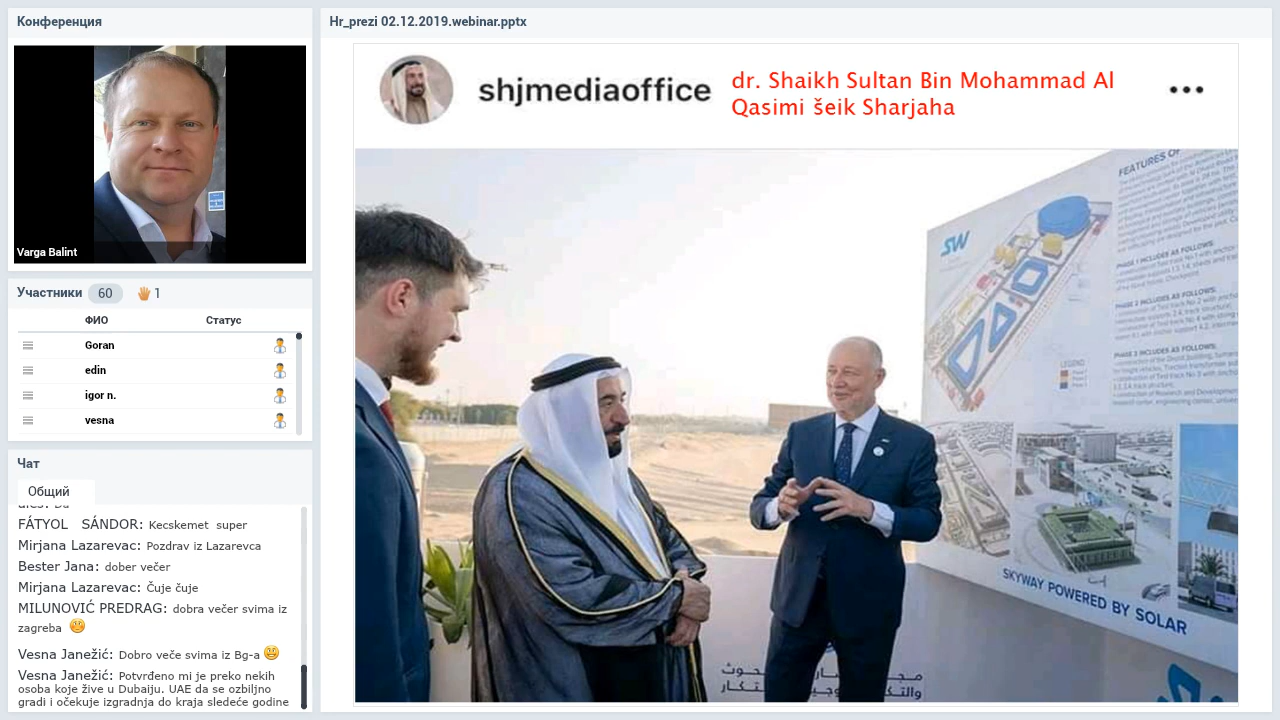 Конференция
Varga Balint
Участники 60 1
ФИО Статус
Goran
edin
igor n.
vesna
Чат
Общий
FÁTYOL SÁNDOR: Kecskemet super
Mirjana Lazarevac: Pozdrav iz Lazarevca
Bester Jana: dober večer
Mirjana Lazarevac: Čuje čuje
MILUNOVIĆ PREDRAG: dobra večer svima iz
zagreba
Vesna Janežić: Dobro veče svima iz Bg-a
Vesna Janežić: Potvrđeno mi je preko nekih
osoba koje žive u Dubaiju. UAE da se ozbiljno
gradi i očekuje izgradnja do kraja sledeće godine
Hr_prezi 02.12.2019.webinar.pptx
shjmediaoffice
dr. Shaikh Sultan Bin Mohammad Al
Qasimi šeik Sharjaha
SW
FEATURES OF
PHASE 1 INCLUDES AS FOLLOWS:
PHASE 2 INCLUDES AS FOLLOWS:
PHASE 3 INCLUDES AS FOLLOWS:
LEGEND
SKYWAY POWERED BY SOLAR